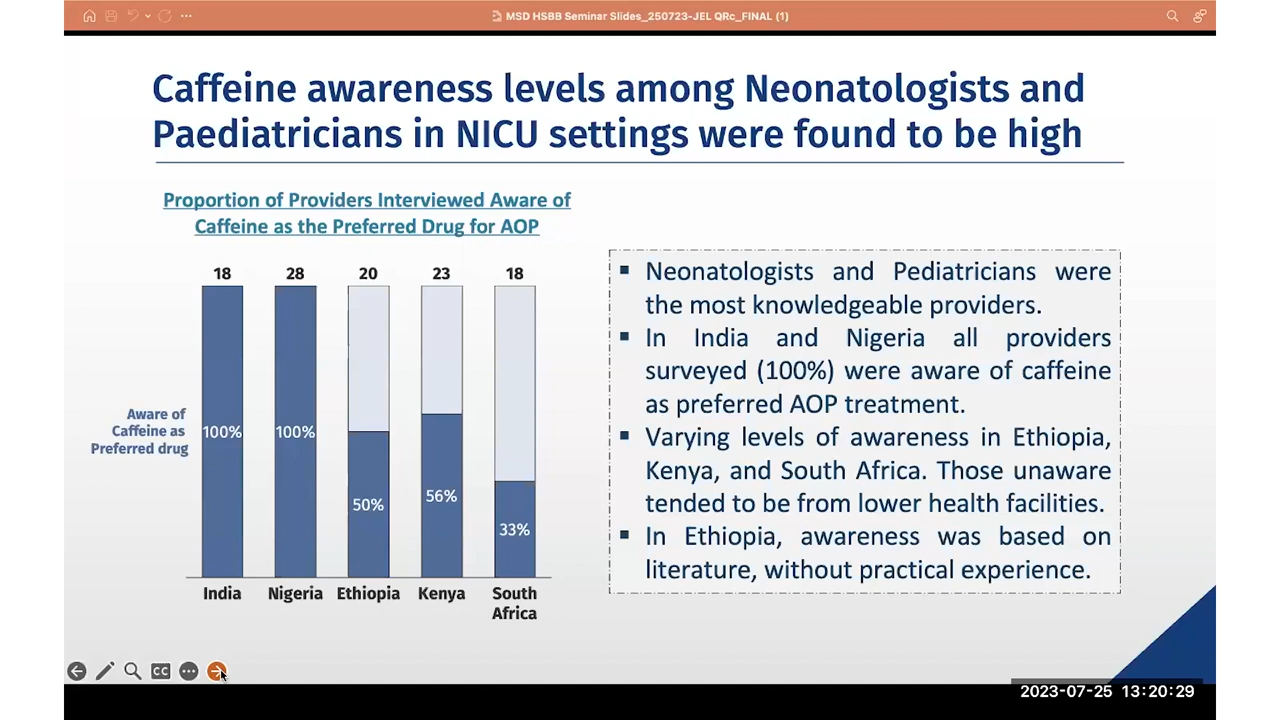 MSD HSBB Seminar Slides_250723-JEL QRc_FINAL (1)
Caffeine awareness levels among Neonatologists and
Paediatricians in NICU settings were found to be high
Proportion of Providers Interviewed Aware of
Caffeine as the Preferred Drug for AOP
18 28 20 23 18
Aware of
Caffeine as
Preferred drug
100% 100% 50% 56% 33%
India Nigeria Ethiopia Kenya South
Africa
▪ Neonatologists and Pediatricians were
the most knowledgeable providers.
▪ In India and Nigeria all providers
surveyed (100%) were aware of caffeine
as preferred AOP treatment.
▪ Varying levels of awareness in Ethiopia,
Kenya, and South Africa. Those unaware
tended to be from lower health facilities.
▪ In Ethiopia, awareness was based on
literature, without practical experience.
CC
2023-07-25 13:20:29